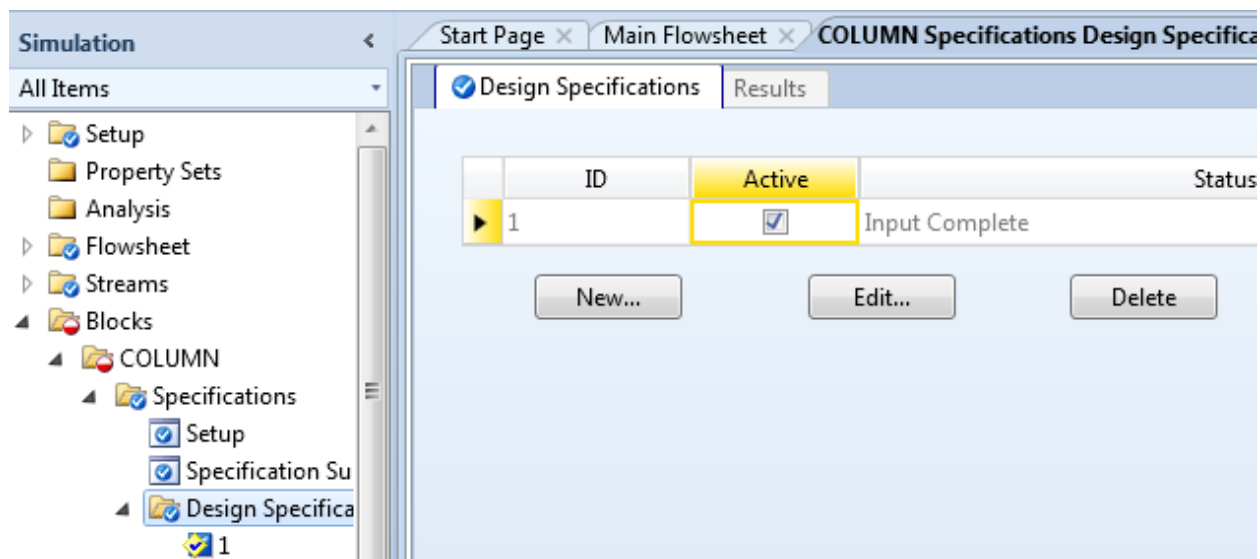 Simulation
All Items
Setup
Property Sets
Analysis
Flowsheet
Streams
Blocks
COLUMN
Specifications
Setup
Specification Su
Design Specifica
1
Start Page Main Flowsheet COLUMN Specifications Design Specifica
Design Specifications Results
ID Active Status
1 Input Complete
New... Edit... Delete